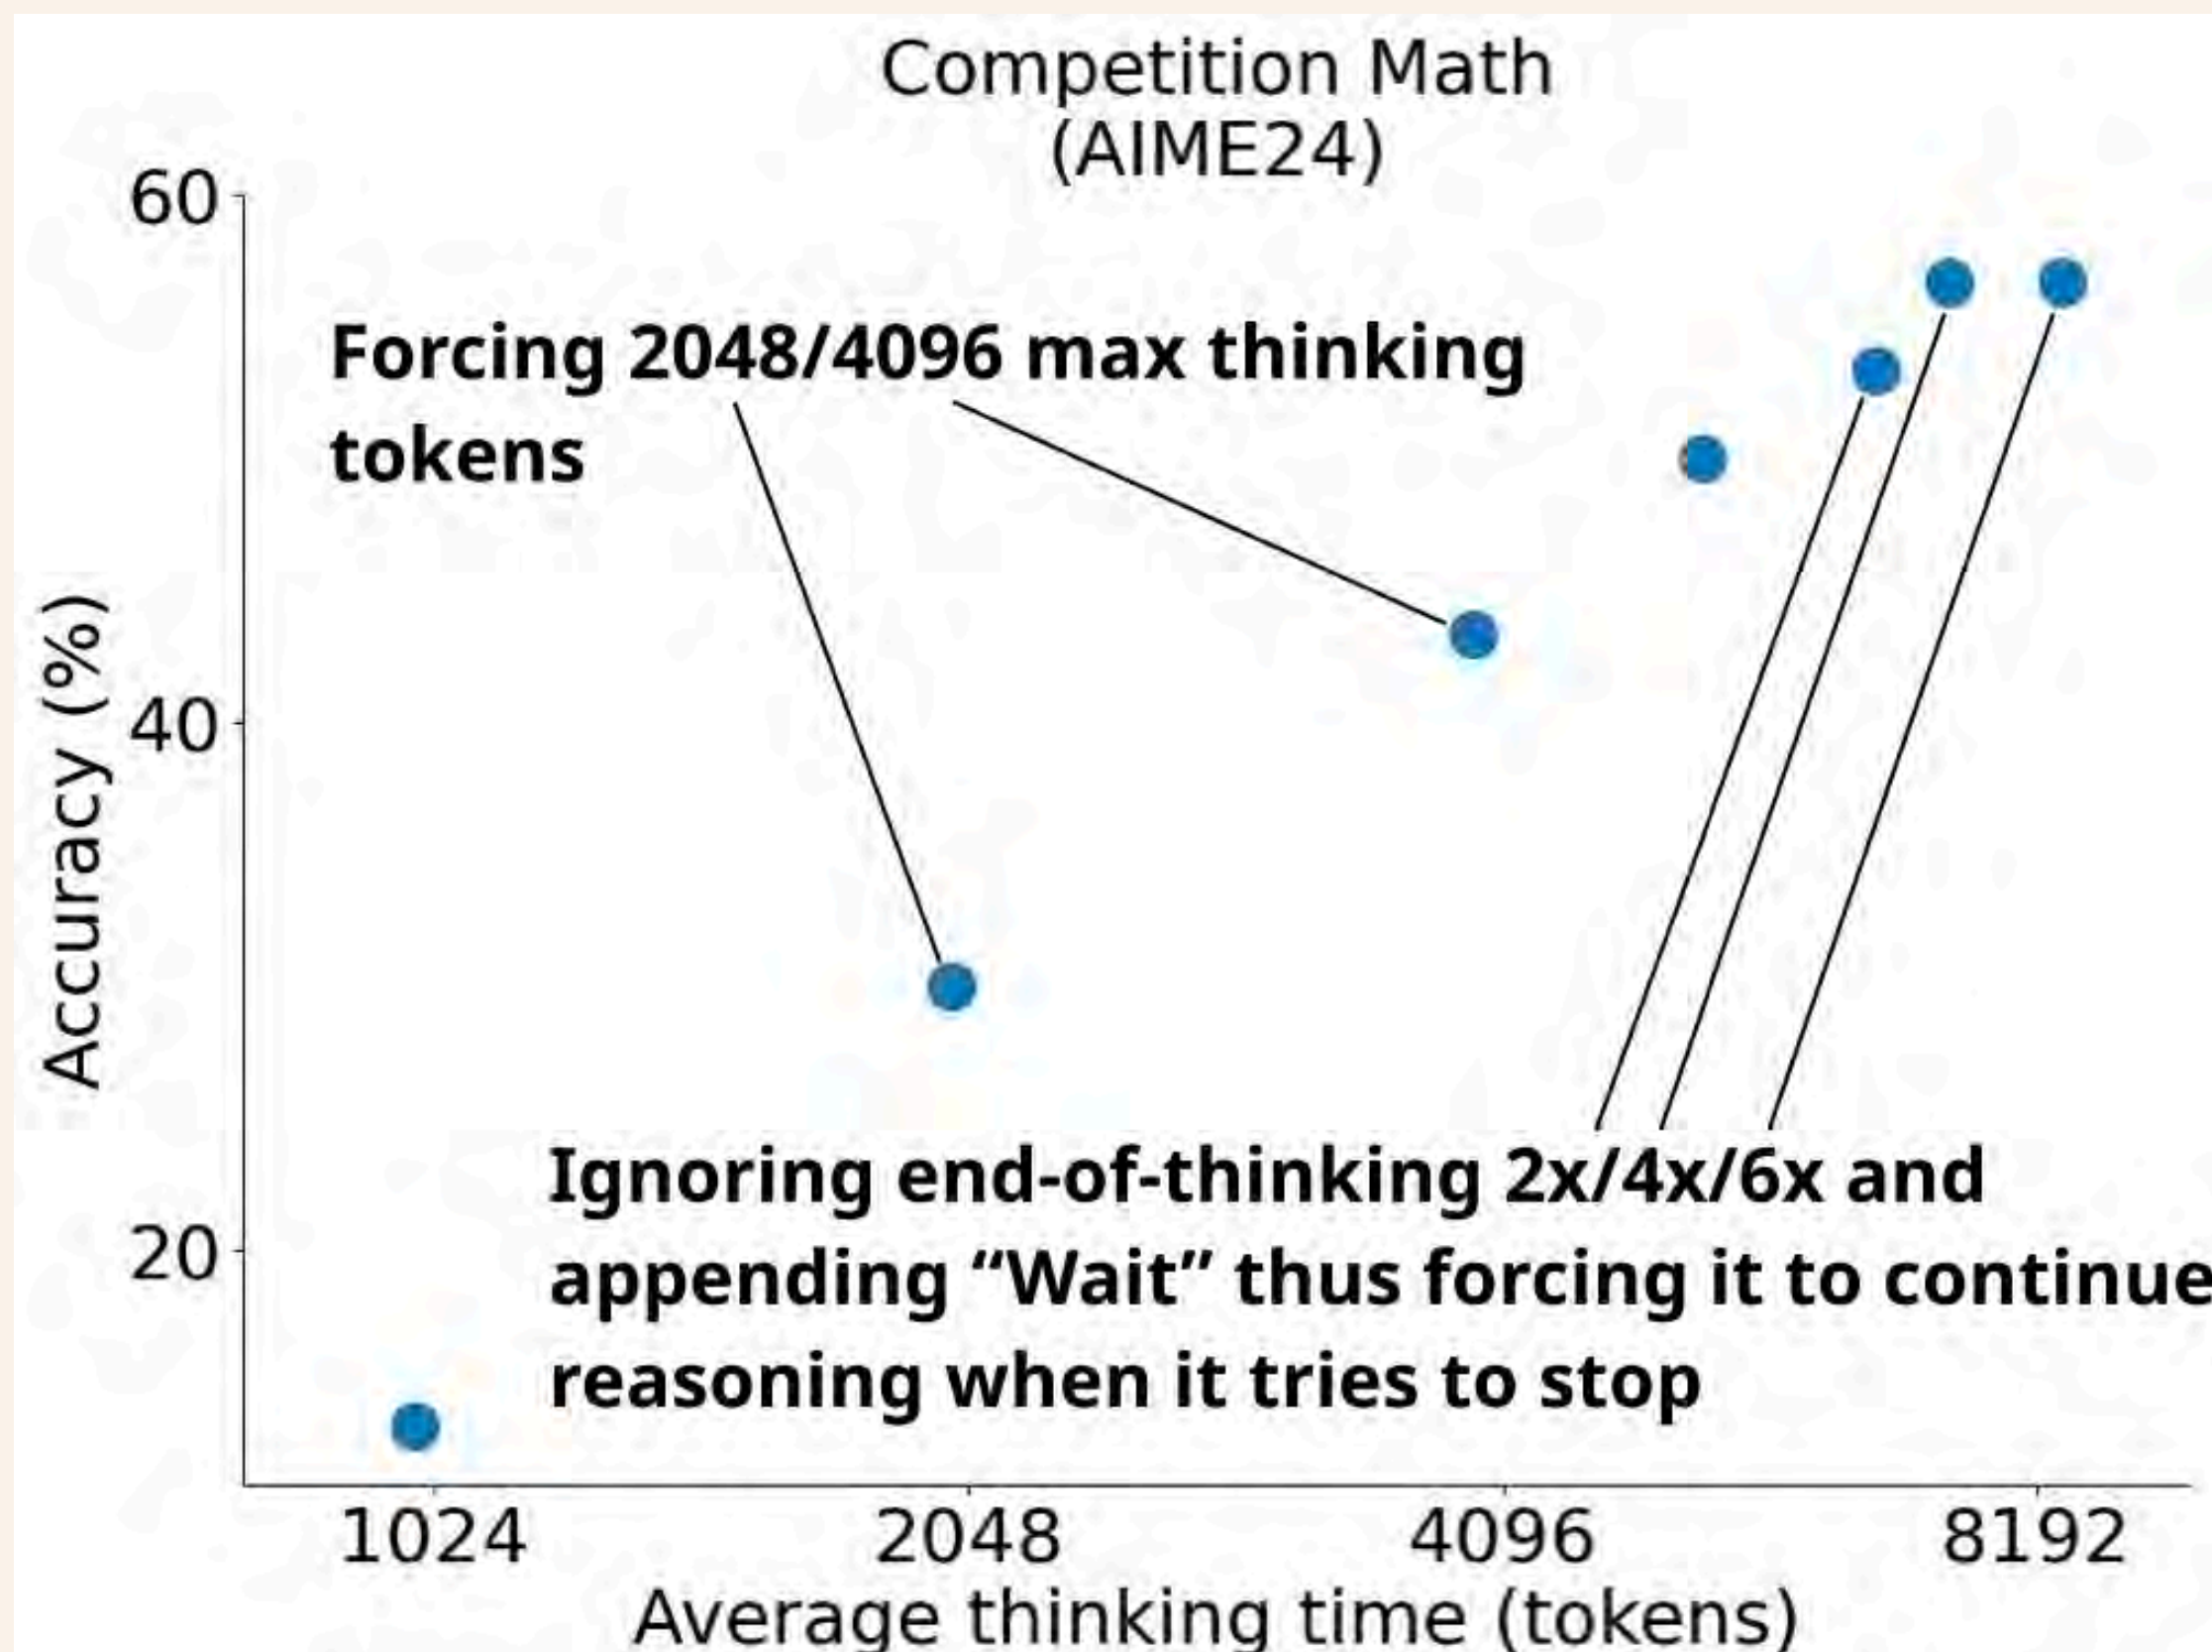 Competition Math
(AIME24)
60
Forcing 2048/4096 max thinking
tokens
40
Accuracy (%)
Ignoring end-of-thinking 2x/4x/6x and
appending “Wait” thus forcing it to continue
reasoning when it tries to stop
20
1024 2048 4096 8192
Average thinking time (tokens)